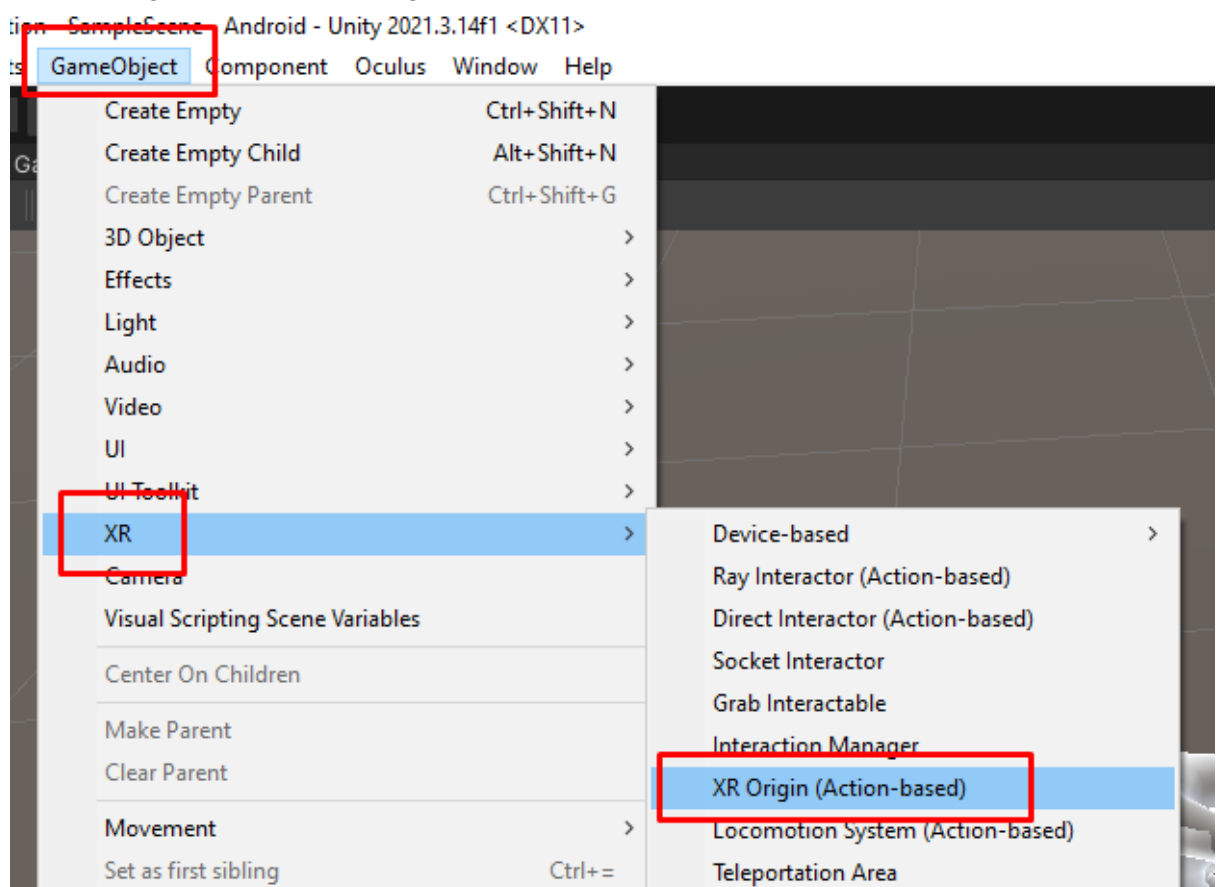 tion - SampleScene - Android - Unity 2021.3.14f1 <DX11>
ts GameObject Component Oculus Window Help
Create Empty Ctrl+Shift+N
Create Empty Child Alt+Shift+N
Ga
Create Empty Parent Ctrl+Shift+G
3D Object >
Effects >
Light >
Audio >
Video >
UI >
UI Toolkit >
XR >
Device-based >
Camera
Ray Interactor (Action-based)
Visual Scripting Scene Variables
Direct Interactor (Action-based)
Center On Children
Socket Interactor
Grab Interactable
Make Parent
Interaction Manager
Clear Parent
XR Origin (Action-based)
Movement >
Locomotion System (Action-based)
Set as first sibling Ctrl+=
Teleportation Area